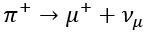 π⁺ → μ⁺ + ν_μ